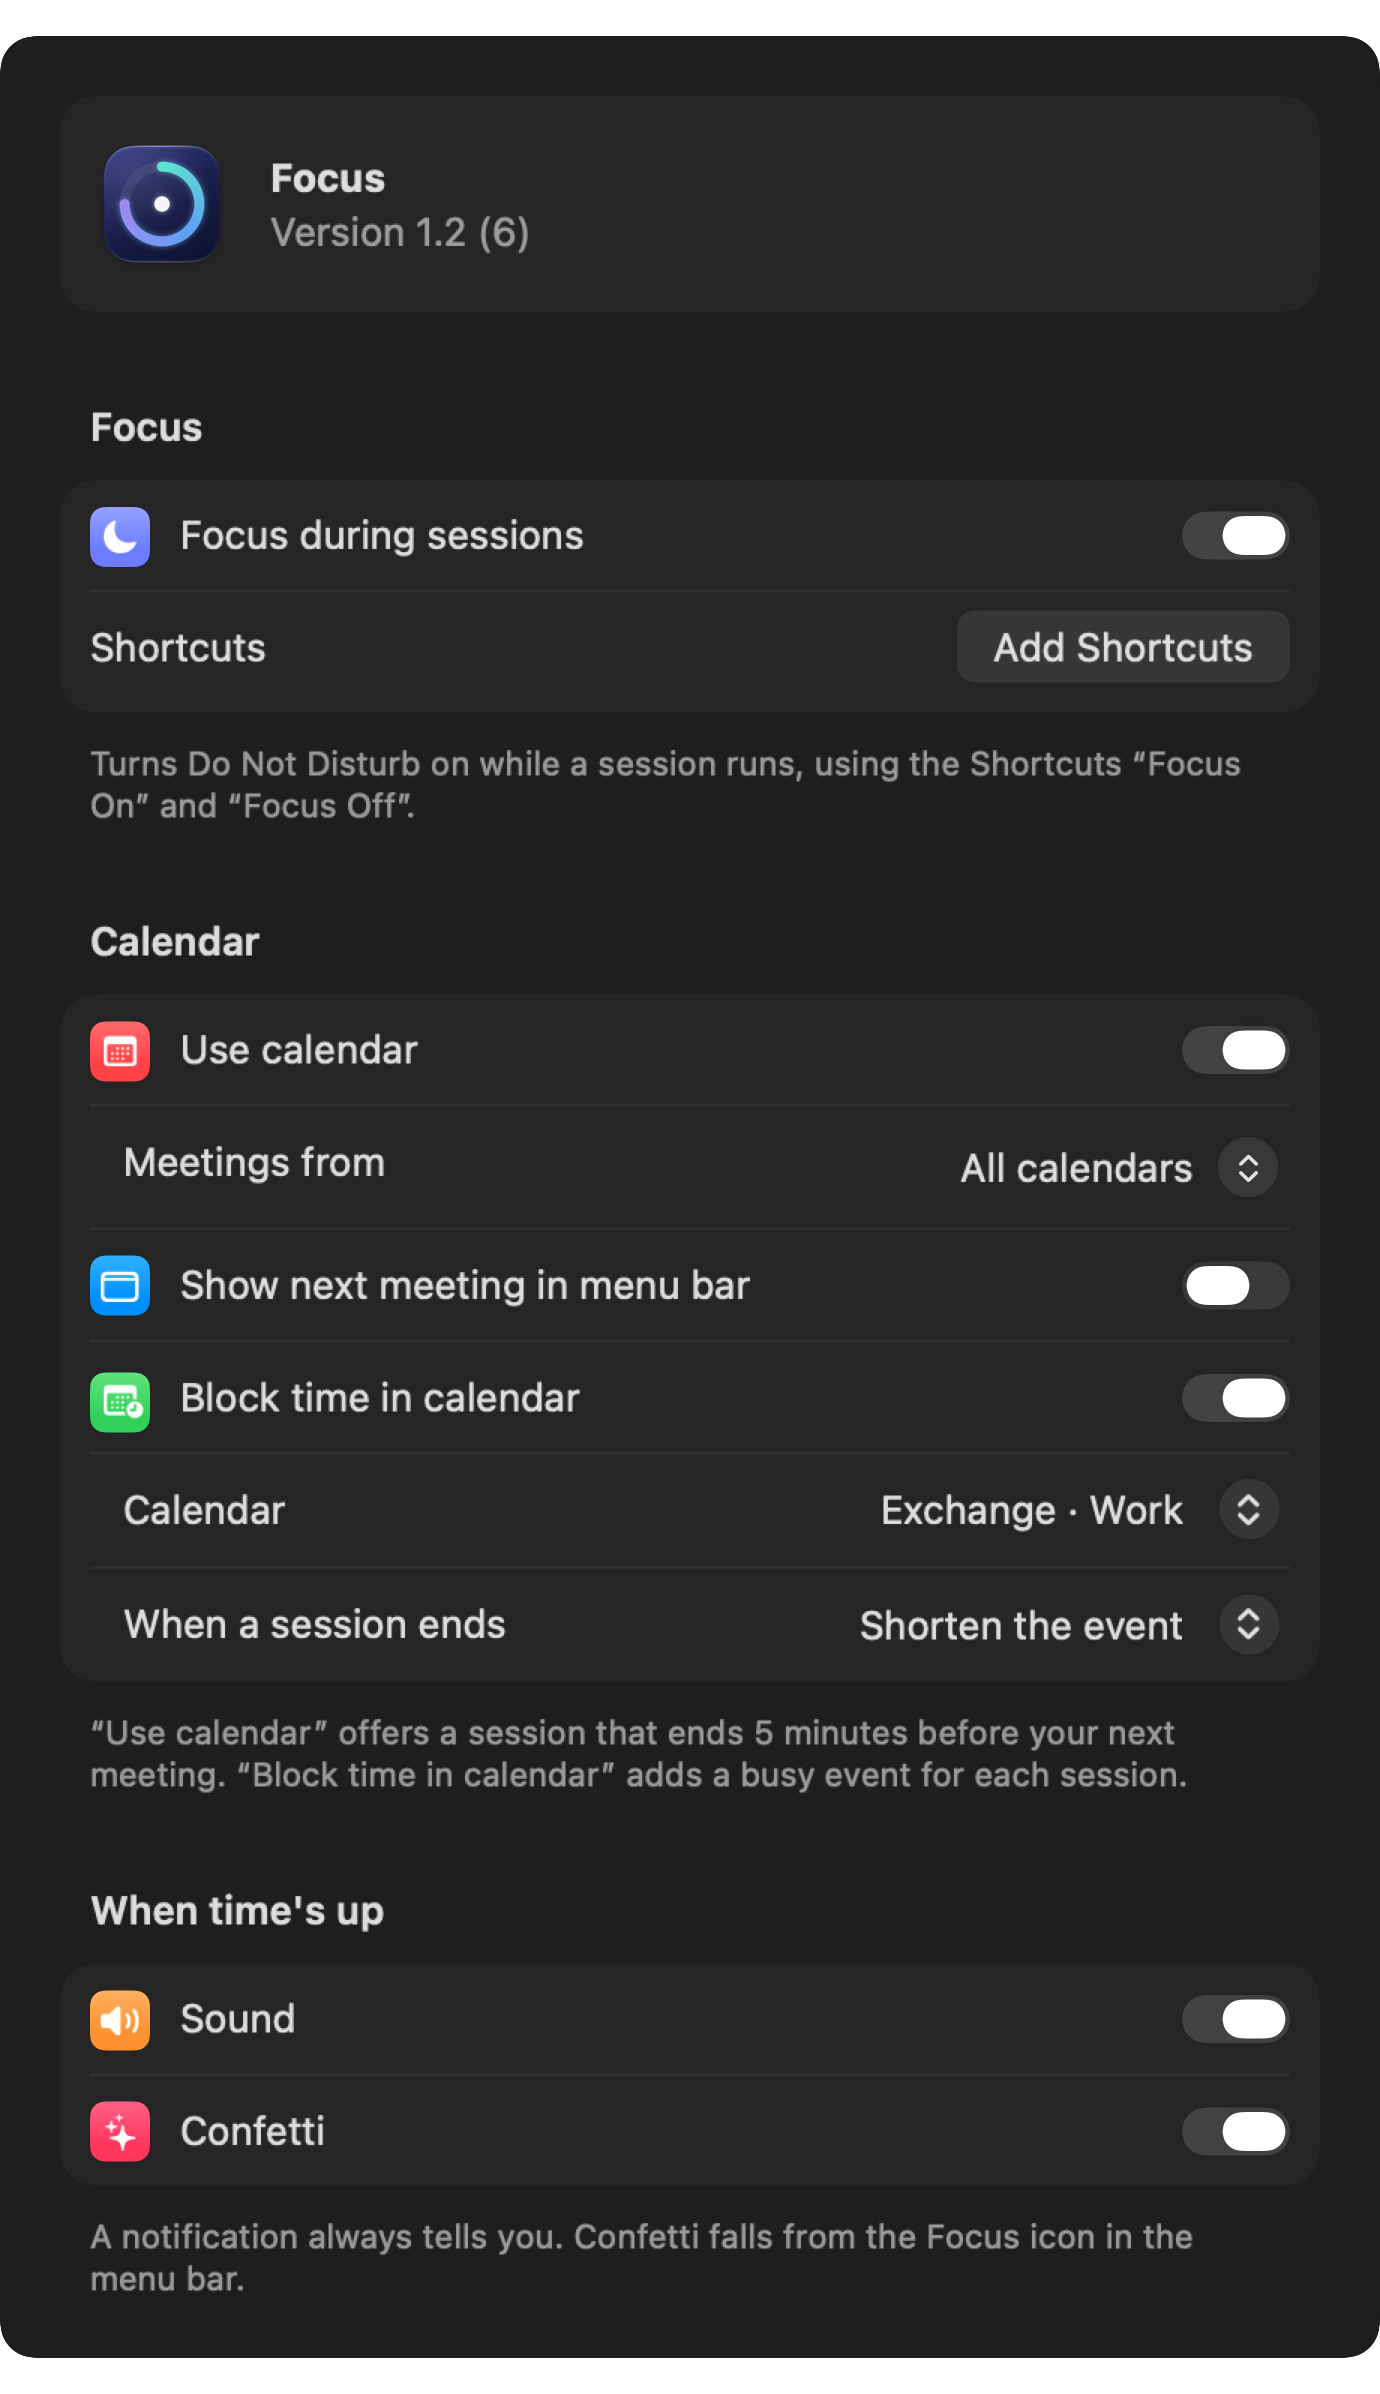 Focus
Version 1.2 (6)
Focus
Focus during sessions
Shortcuts
Add Shortcuts
Turns Do Not Disturb on while a session runs, using the Shortcuts “Focus
On” and “Focus Off”.
Calendar
Use calendar
Meetings from
All calendars
Show next meeting in menu bar
Block time in calendar
Calendar
Exchange · Work
When a session ends
Shorten the event
“Use calendar” offers a session that ends 5 minutes before your next
meeting. “Block time in calendar” adds a busy event for each session.
When time's up
Sound
Confetti
A notification always tells you. Confetti falls from the Focus icon in the
menu bar.